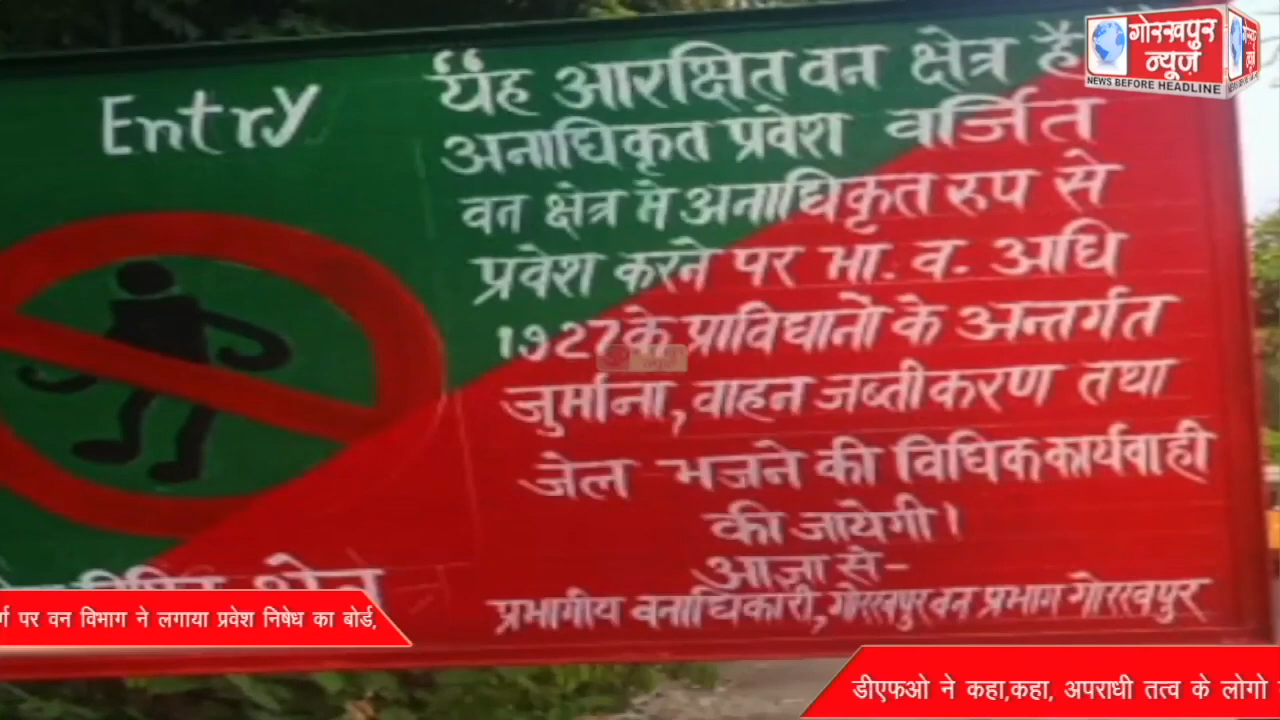 Entry
“यह आरक्षित वन क्षेत्र है
अनाधिकृत प्रवेश वर्जित
वन क्षेत्र मे अनाधिकृत रुप से
प्रवेश करने पर भा. व. अधि
1927 के प्राविधानो के अन्तर्गत
जुर्माना, वाहन जब्तीकरण तथा
जेल भजने की विधिक कार्यवाही
की जायेगी।
आज्ञा से-
प्रभागीय वनाधिकारी, गोरखपुर वन प्रभाग गोरखपुर
गोरखपुर
न्यूज़
NEWS BEFORE HEADLINE
पर वन विभाग ने लगाया प्रवेश निषेध का बोर्ड,
डीएफओ ने कहा,कहा, अपराधी तत्व के लोगो